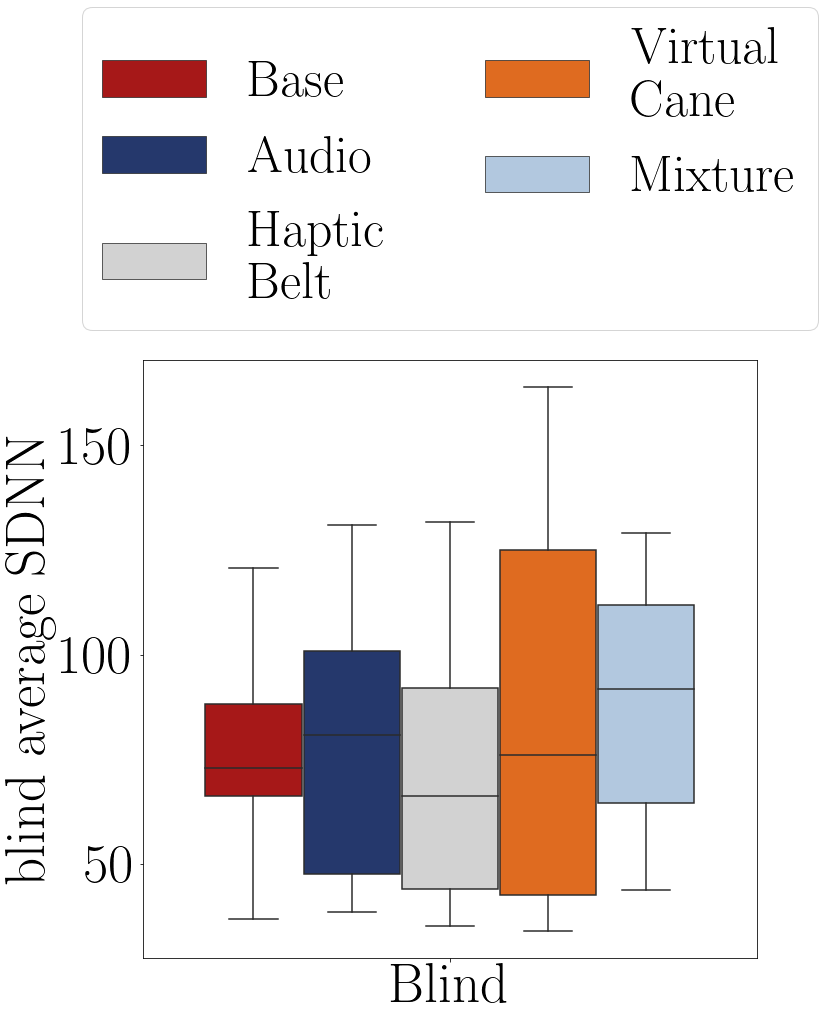 Base
Audio
Haptic
Belt
Virtual
Cane
Mixture
blind average SDNN
150
100
50
Blind